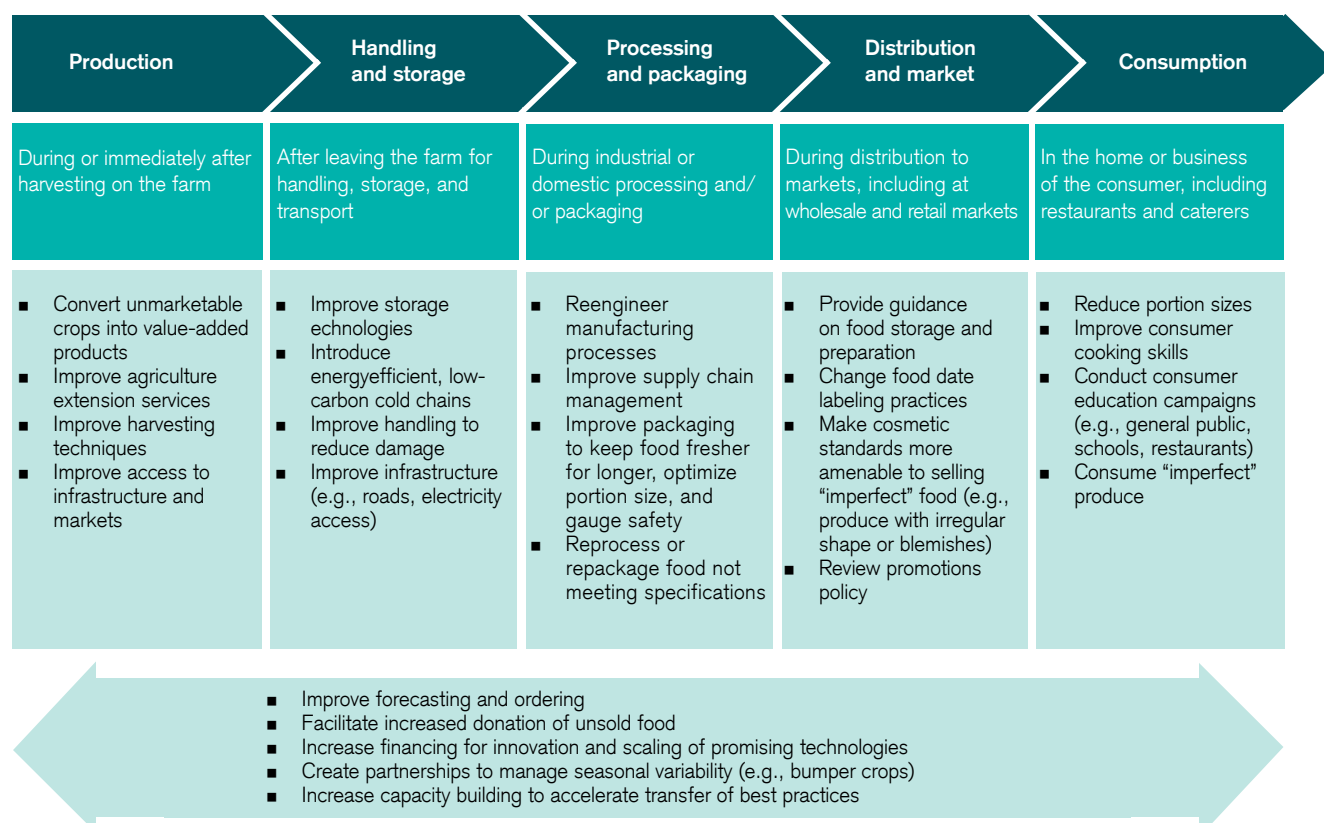 Production
Handling
and storage
Processing
and packaging
Distribution
and market
Consumption
During or immediately after
harvesting on the farm
After leaving the farm for
handling, storage, and
transport
During industrial or
domestic processing and/
or packaging
During distribution to
markets, including at
wholesale and retail markets
In the home or business
of the consumer, including
restaurants and caterers
■ Convert unmarketable
crops into value-added
products
■ Improve agriculture
extension services
■ Improve harvesting
techniques
■ Improve access to
infrastructure and
markets
■ Improve storage
echnologies
■ Introduce
energyefficient, low-
carbon cold chains
■ Improve handling to
reduce damage
■ Improve infrastructure
(e.g., roads, electricity
access)
■ Reengineer
manufacturing
processes
■ Improve supply chain
management
■ Improve packaging
to keep food fresher
for longer, optimize
portion size, and
gauge safety
■ Reprocess or
repackage food not
meeting specifications
■ Provide guidance
on food storage and
preparation
■ Change food date
labeling practices
■ Make cosmetic
standards more
amenable to selling
“imperfect” food (e.g.,
produce with irregular
shape or blemishes)
■ Review promotions
policy
■ Reduce portion sizes
■ Improve consumer
cooking skills
■ Conduct consumer
education campaigns
(e.g., general public,
schools, restaurants)
■ Consume “imperfect”
produce
■ Improve forecasting and ordering
■ Facilitate increased donation of unsold food
■ Increase financing for innovation and scaling of promising technologies
■ Create partnerships to manage seasonal variability (e.g., bumper crops)
■ Increase capacity building to accelerate transfer of best practices